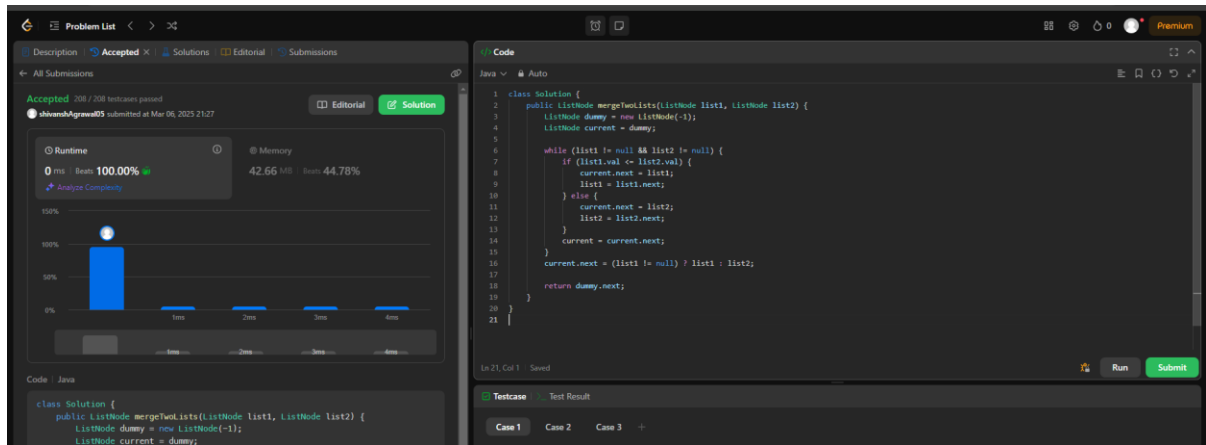 Problem List
0
Premium
Description
Accepted
Solutions
Editorial
Submissions
All Submissions
Accepted 208 / 208 testcases passed
shivanshAgrawal05 submitted at Mar 06, 2025 21:27
Editorial
Solution
Runtime
0 ms Beats 100.00%
Analyze Complexity
Memory
42.66 MB Beats 44.78%
150%
100%
50%
0%
1ms 2ms 3ms 4ms
1ms 2ms 3ms 4ms
Code Java
class Solution {
public ListNode mergeTwoLists(ListNode list1, ListNode list2) {
ListNode dummy = new ListNode(-1);
ListNode current = dummy;
</> Code
Java Auto
1 class Solution {
2 public ListNode mergeTwoLists(ListNode list1, ListNode list2) {
3 ListNode dummy = new ListNode(-1);
4 ListNode current = dummy;
5
6 while (list1 != null && list2 != null) {
7 if (list1.val <= list2.val) {
8 current.next = list1;
9 list1 = list1.next;
10 } else {
11 current.next = list2;
12 list2 = list2.next;
13 }
14 current = current.next;
15 }
16 current.next = (list1 != null) ? list1 : list2;
17
18 return dummy.next;
19 }
20 }
21
Ln 21, Col 1 Saved
Run
Submit
Testcase
Test Result
Case 1 Case 2 Case 3 +